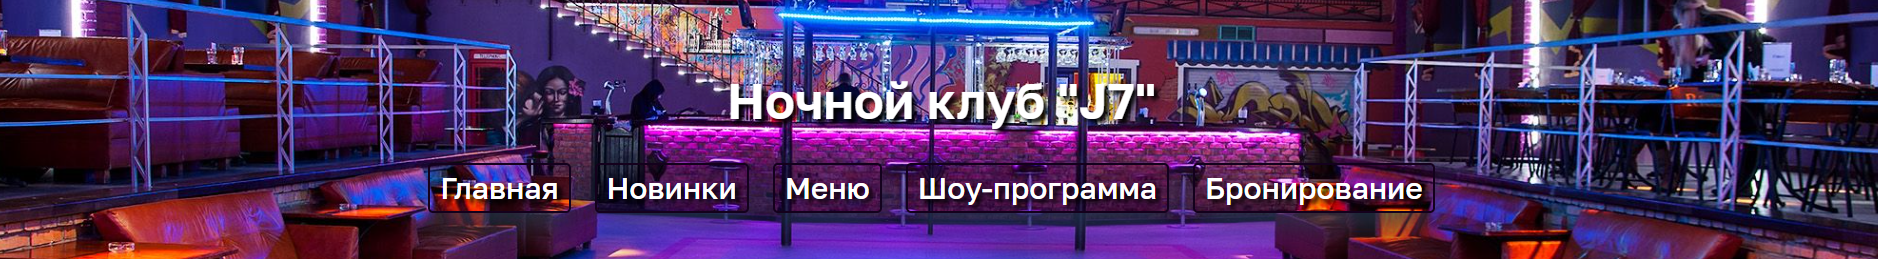 Ночной клуб "J7"
Главная Новинки Меню Шоу-программа Бронирование